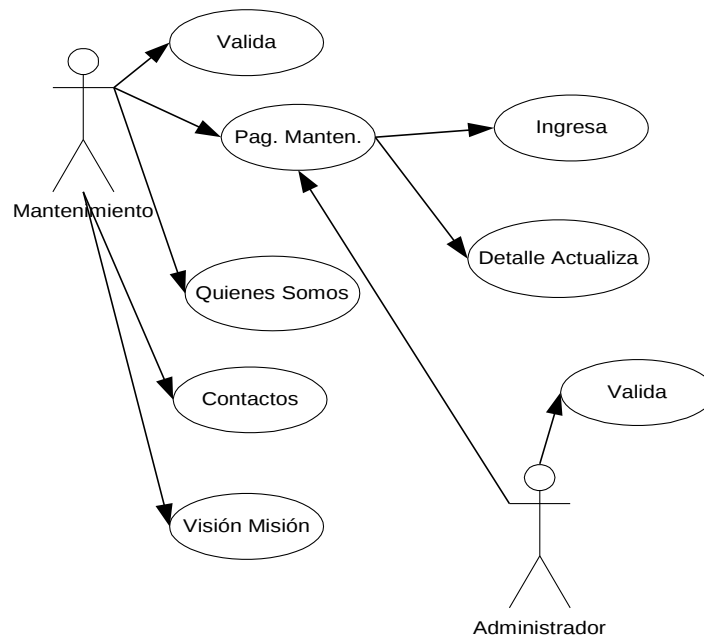 Valida
Pag. Manten.
Ingresa
Mantenimiento
Detalle Actualiza
Quienes Somos
Contactos
Valida
Visión Misión
Administrador